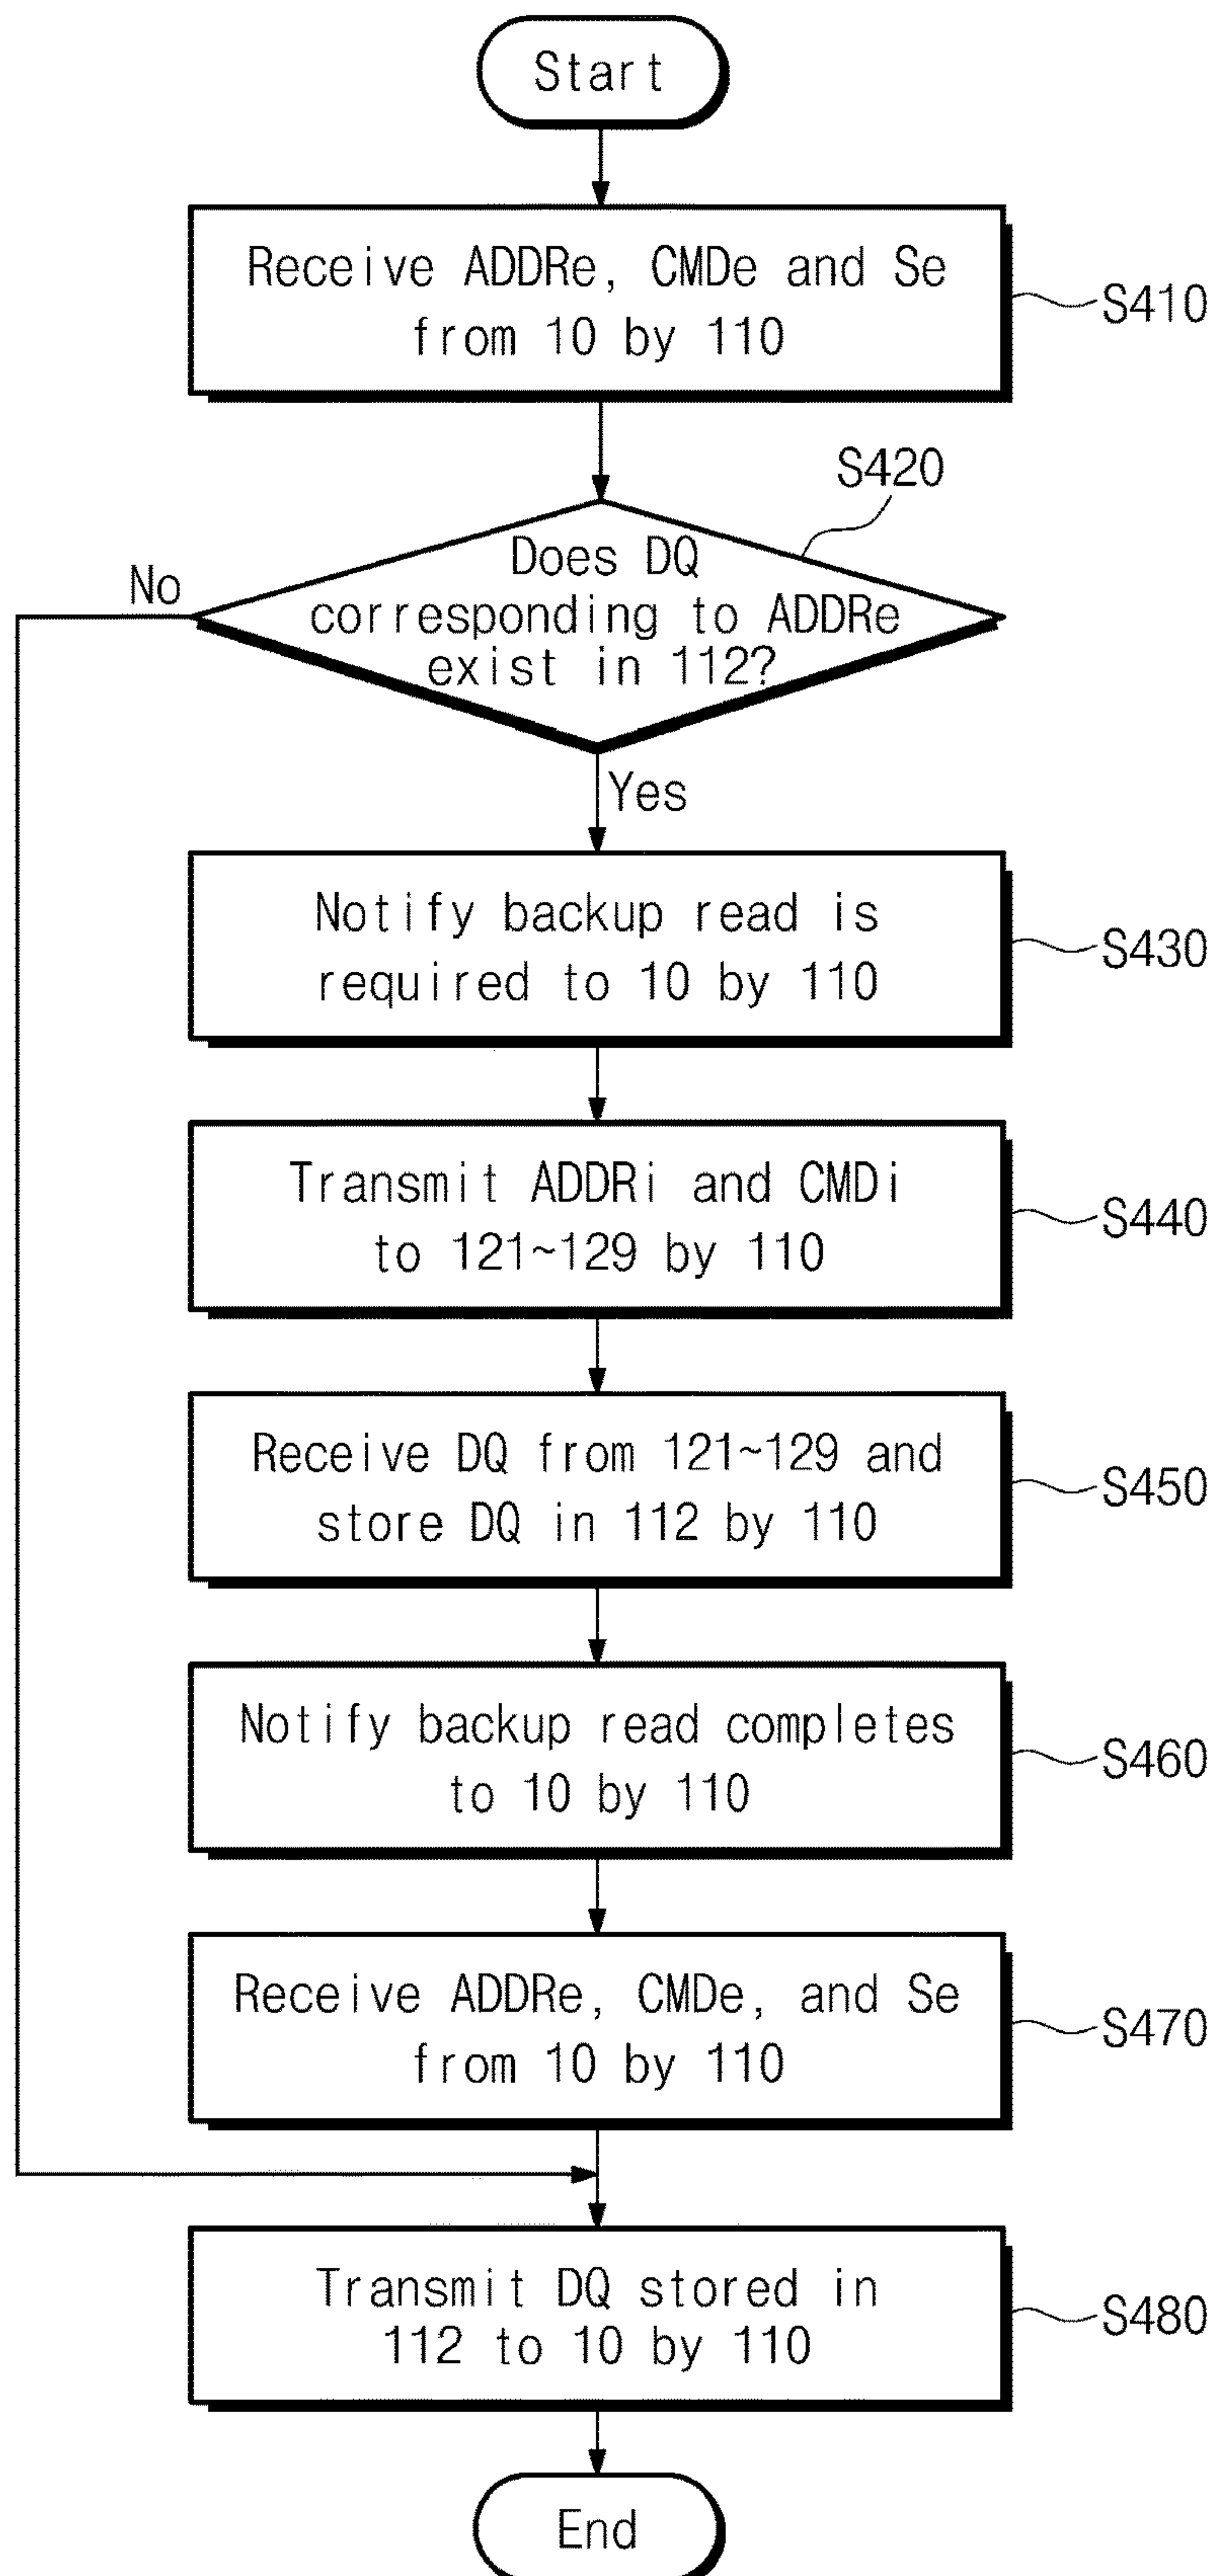 Start
Receive ADDRe, CMDe and Se
from 10 by 110
S410
S420
Does DQ
corresponding to ADDRe
exist in 112?
No
Yes
Notify backup read is
required to 10 by 110
S430
Transmit ADDRi and CMDi
to 121~129 by 110
S440
Receive DQ from 121~129 and
store DQ in 112 by 110
S450
Notify backup read completes
to 10 by 110
S460
Receive ADDRe, CMDe, and Se
from 10 by 110
S470
Transmit DQ stored in
112 to 10 by 110
S480
End